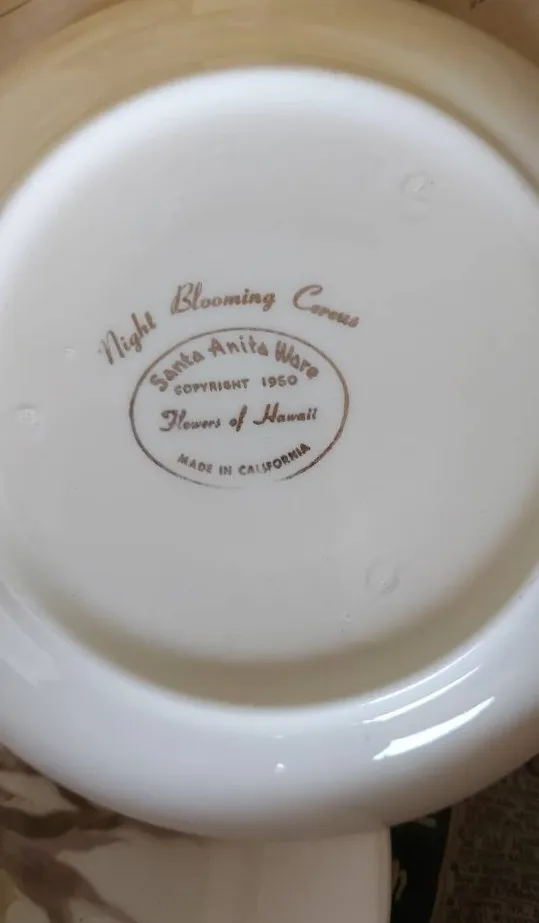 Night Blooming Cereus
Santa Anita Ware
COPYRIGHT 1950
Flowers of Hawaii
MADE IN CALIFORNIA